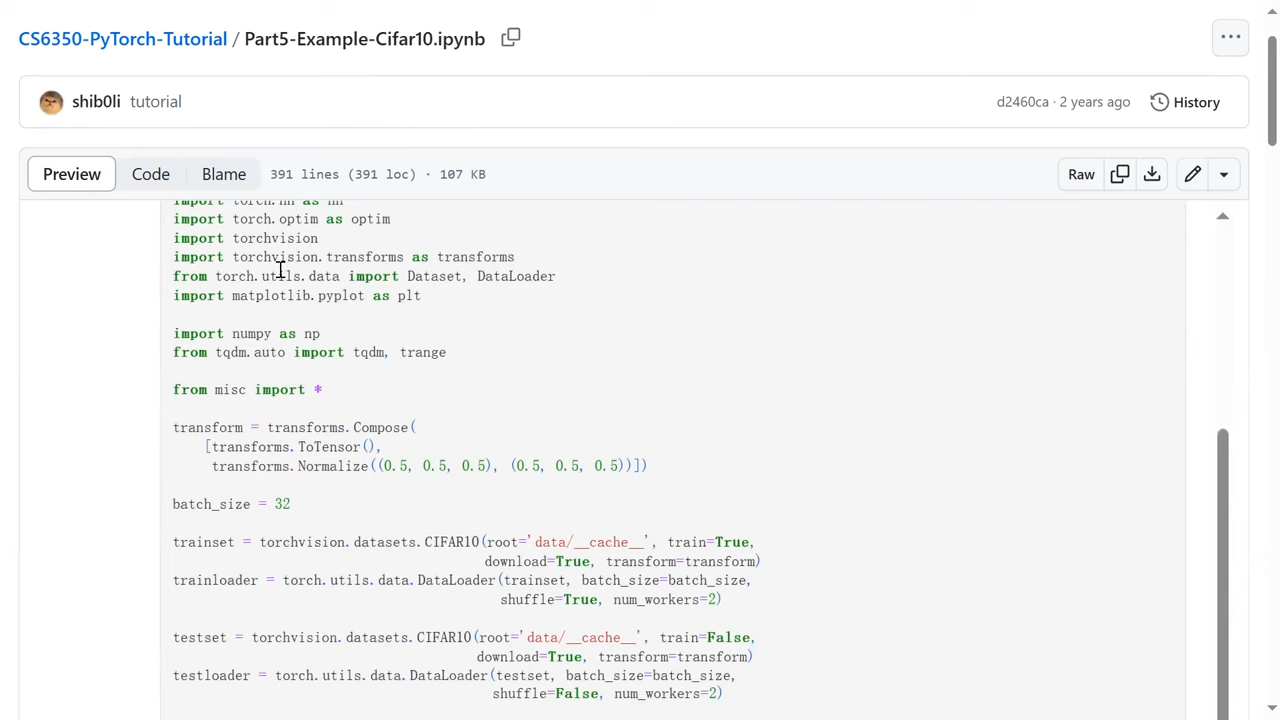 CS6350-PyTorch-Tutorial / Part5-Example-Cifar10.ipynb
shib0li tutorial d2460ca · 2 years ago History
Preview Code Blame 391 lines (391 loc) · 107 KB Raw
import torch.nn as nn
import torch.optim as optim
import torchvision
import torchvision.transforms as transforms
from torch.utils.data import Dataset, DataLoader
import matplotlib.pyplot as plt
import numpy as np
from tqdm.auto import tqdm, trange
from misc import *
transform = transforms.Compose(
[transforms.ToTensor(),
transforms.Normalize((0.5, 0.5, 0.5), (0.5, 0.5, 0.5))])
batch_size = 32
trainset = torchvision.datasets.CIFAR10(root='data/__cache__', train=True,
download=True, transform=transform)
trainloader = torch.utils.data.DataLoader(trainset, batch_size=batch_size,
shuffle=True, num_workers=2)
testset = torchvision.datasets.CIFAR10(root='data/__cache__', train=False,
download=True, transform=transform)
testloader = torch.utils.data.DataLoader(testset, batch_size=batch_size,
shuffle=False, num_workers=2)